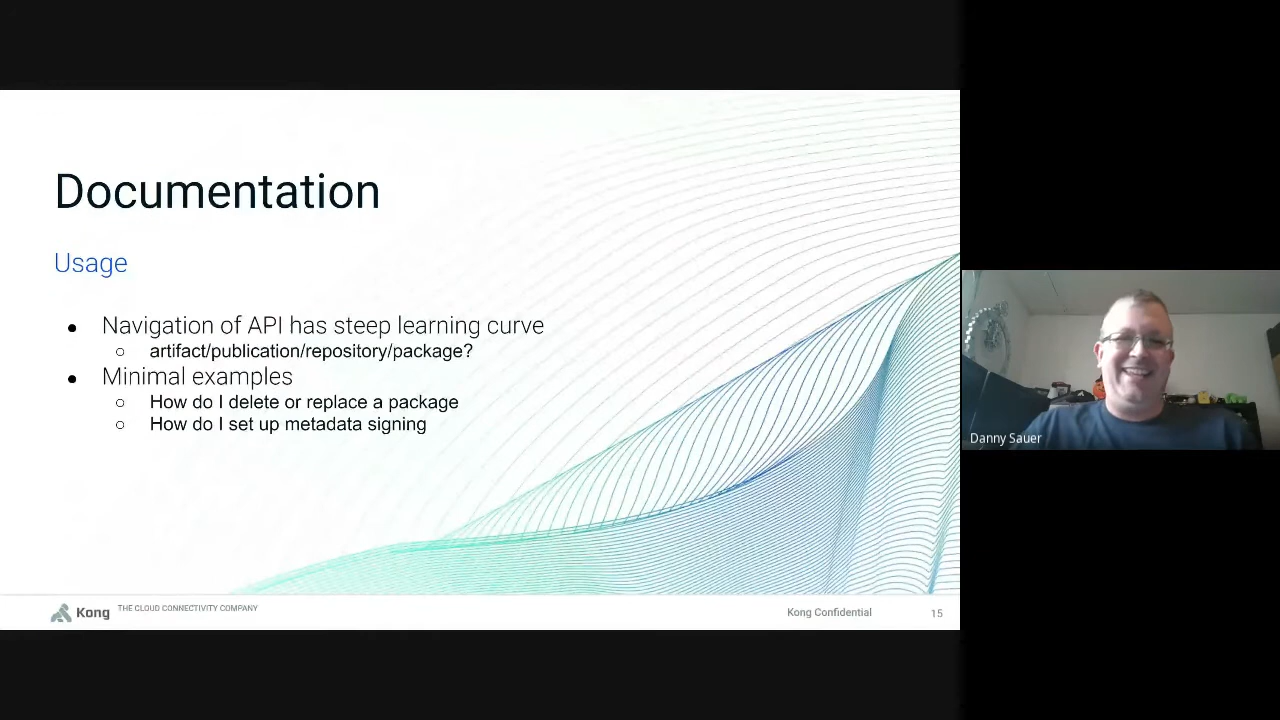 Documentation
Usage
● Navigation of API has steep learning curve
○ artifact/publication/repository/package?
● Minimal examples
○ How do I delete or replace a package
○ How do I set up metadata signing
Danny Sauer
Kong THE CLOUD CONNECTIVITY COMPANY
Kong Confidential 15